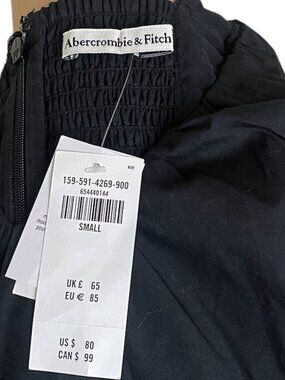 Abercrombie & Fitch
159-591-4269-900
654440144
SMALL
UK £ 65
EU € 85
US $ 80
CAN $ 99